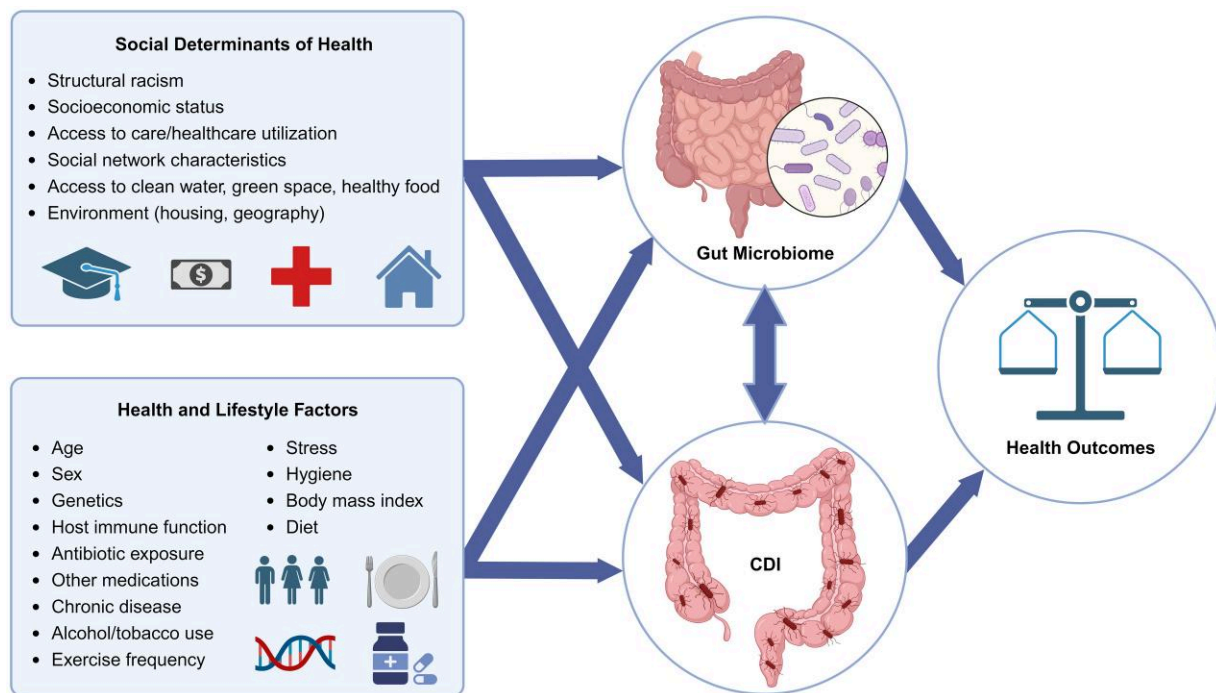 Social Determinants of Health
• Structural racism
• Socioeconomic status
• Access to care/healthcare utilization
• Social network characteristics
• Access to clean water, green space, healthy food
• Environment (housing, geography)
$
Gut Microbiome
Health Outcomes
Health and Lifestyle Factors
• Age
• Sex
• Genetics
• Host immune function
• Antibiotic exposure
• Other medications
• Chronic disease
• Alcohol/tobacco use
• Exercise frequency
• Stress
• Hygiene
• Body mass index
• Diet
CDI